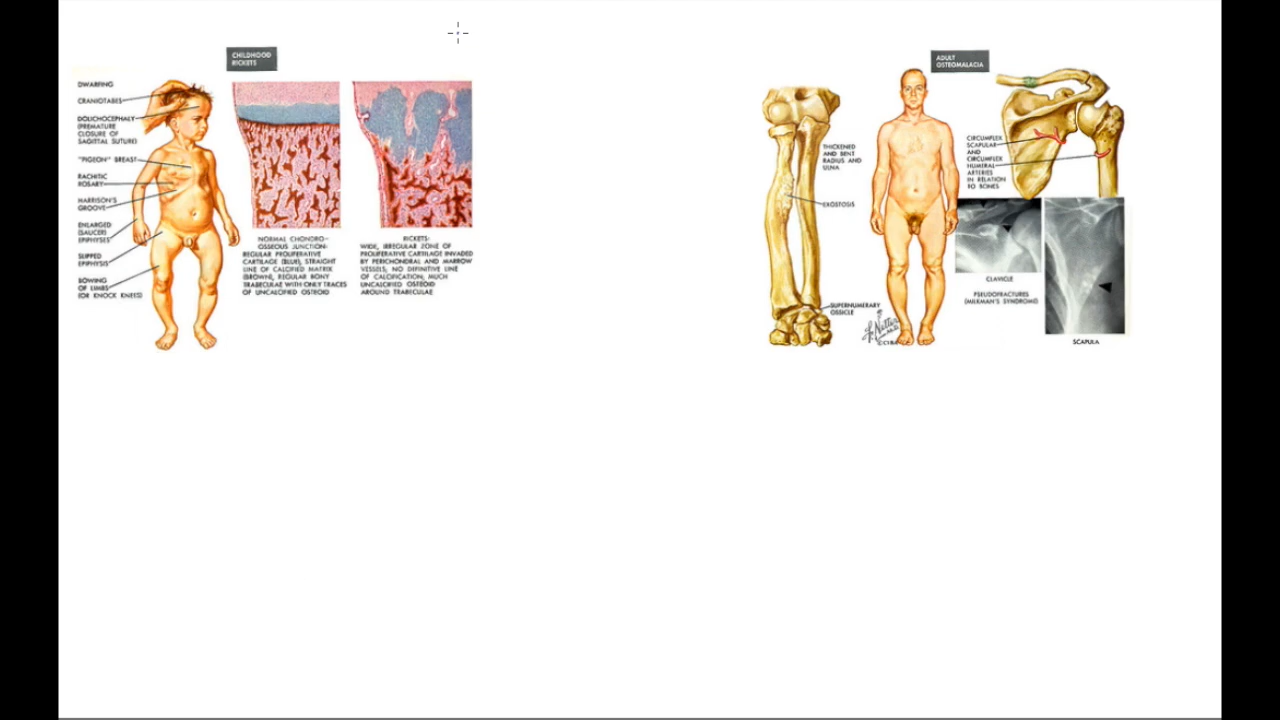 CHILDHOOD
RICKETS
DWARFING
CRANIOTABES
DOLICHOCEPHALY
(PREMATURE
CLOSURE OF
SAGITTAL SUTURE)
"PIGEON" BREAST
RACHITIC
ROSARY
HARRISON'S
GROOVE
ENLARGED
(SAUCER)
EPIPHYSES
SLIPPED
EPIPHYSIS
BOWING
OF LIMBS
(OR KNOCK KNEES)
NORMAL CHONDRO-
OSSEOUS JUNCTION-
REGULAR PROLIFERATIVE
CARTILAGE (BLUE), STRAIGHT
LINE OF CALCIFIED MATRIX
(BROWN), REGULAR BONY
TRABECULAE WITH ONLY TRACES
OF UNCALCIFIED OSTEOID
RICKETS-
WIDE, IRREGULAR ZONE OF
PROLIFERATIVE CARTILAGE INVADED
BY PERICHONDRAL AND MARROW
VESSELS; NO DEFINITIVE LINE
OF CALCIFICATION; MUCH
UNCALCIFIED OSTEOID
AROUND TRABECULAE
ADULT
OSTEOMALACIA
THICKENED
AND BENT
RADIUS AND
ULNA
EXOSTOSIS
SUPERNUMERARY
OSSICLE
F. Netter
M.D.
©CIBA
CIRCUMFLEX
SCAPULAR
AND
CIRCUMFLEX
HUMERAL
ARTERIES
IN RELATION
TO BONES
CLAVICLE
PSEUDOFRACTURES
(MILKMAN'S SYNDROME)
SCAPULA